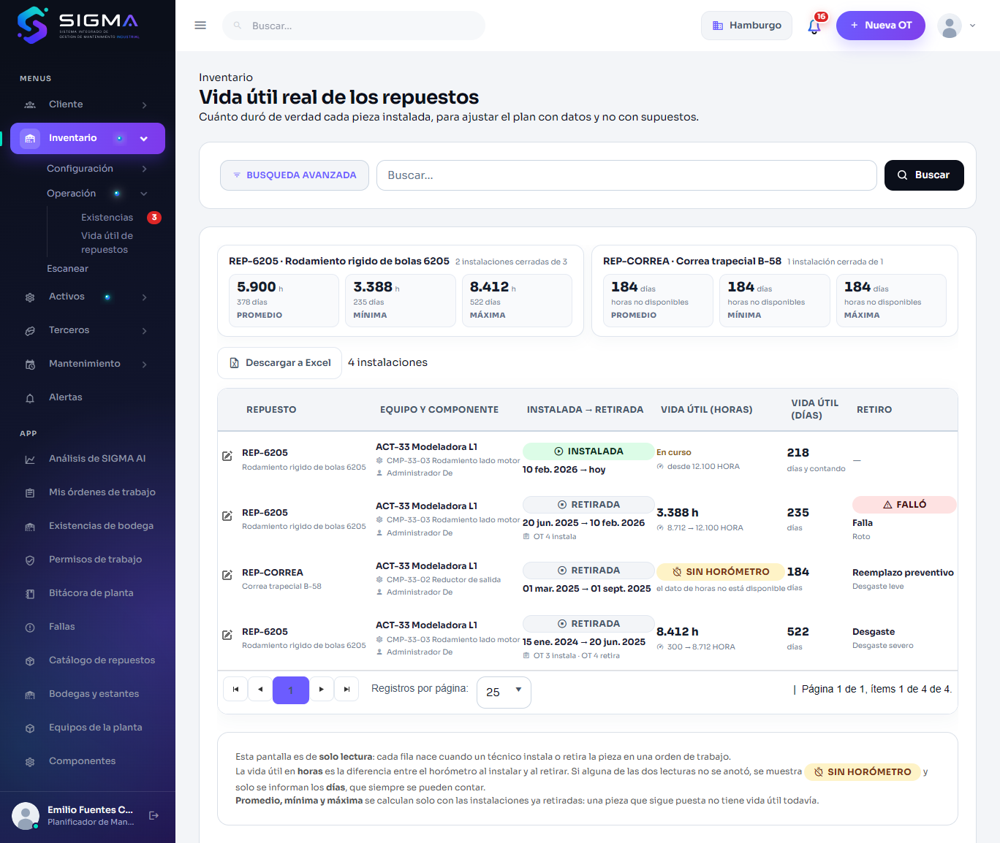 SIGMA
SISTEMA INTEGRADO DE
GESTION DE MANTENIMIENTO INDUSTRIAL
Buscar...
Hamburgo
16
+ Nueva OT
MENUS
Cliente
Inventario
Configuración
Operación
Existencias
3
Vida útil de
repuestos
Escanear
Activos
Terceros
Mantenimiento
Alertas
APP
Análisis de SIGMA AI
Mis órdenes de trabajo
Existencias de bodega
Permisos de trabajo
Bitácora de planta
Fallas
Catálogo de repuestos
Bodegas y estantes
Equipos de la planta
Componentes
Emilio Fuentes C...
Planificador de Man...
Inventario
Vida útil real de los repuestos
Cuánto duró de verdad cada pieza instalada, para ajustar el plan con datos y no con supuestos.
BUSQUEDA AVANZADA
Buscar...
Buscar
REP-6205 · Rodamiento rigido de bolas 6205 2 instalaciones cerradas de 3
5.900 h
378 días
PROMEDIO
3.388 h
235 días
MÍNIMA
8.412 h
522 días
MÁXIMA
REP-CORREA · Correa trapecial B-58 1 instalación cerrada de 1
184 días
horas no disponibles
PROMEDIO
184 días
horas no disponibles
MÍNIMA
184 días
horas no disponibles
MÁXIMA
Descargar a Excel
4 instalaciones
REPUESTO
EQUIPO Y COMPONENTE
INSTALADA → RETIRADA
VIDA ÚTIL (HORAS)
VIDA ÚTIL
(DÍAS)
RETIRO
REP-6205
Rodamiento rigido de bolas 6205
ACT-33 Modeladora L1
CMP-33-03 Rodamiento lado motor
Administrador De
INSTALADA
10 feb. 2026 → hoy
En curso
desde 12.100 HORA
218
días y contando
—
REP-6205
Rodamiento rigido de bolas 6205
ACT-33 Modeladora L1
CMP-33-03 Rodamiento lado motor
Administrador De
RETIRADA
20 jun. 2025 → 10 feb. 2026
OT 4 instala
3.388 h
8.712 → 12.100 HORA
235
días
FALLÓ
Falla
Roto
REP-CORREA
Correa trapecial B-58
ACT-33 Modeladora L1
CMP-33-02 Reductor de salida
Administrador De
RETIRADA
01 mar. 2025 → 01 sept. 2025
SIN HORÓMETRO
el dato de horas no está disponible
184
días
Reemplazo preventivo
Desgaste leve
REP-6205
Rodamiento rigido de bolas 6205
ACT-33 Modeladora L1
CMP-33-03 Rodamiento lado motor
Administrador De
RETIRADA
15 ene. 2024 → 20 jun. 2025
OT 3 instala · OT 4 retira
8.412 h
300 → 8.712 HORA
522
días
Desgaste
Desgaste severo
1
Registros por página:
25
| Página 1 de 1, ítems 1 de 4 de 4.
Esta pantalla es de solo lectura: cada fila nace cuando un técnico instala o retira la pieza en una orden de trabajo.
La vida útil en horas es la diferencia entre el horómetro al instalar y al retirar. Si alguna de las dos lecturas no se anotó, se muestra SIN HORÓMETRO y
solo se informan los días, que siempre se pueden contar.
Promedio, mínima y máxima se calculan solo con las instalaciones ya retiradas: una pieza que sigue puesta no tiene vida útil todavía.